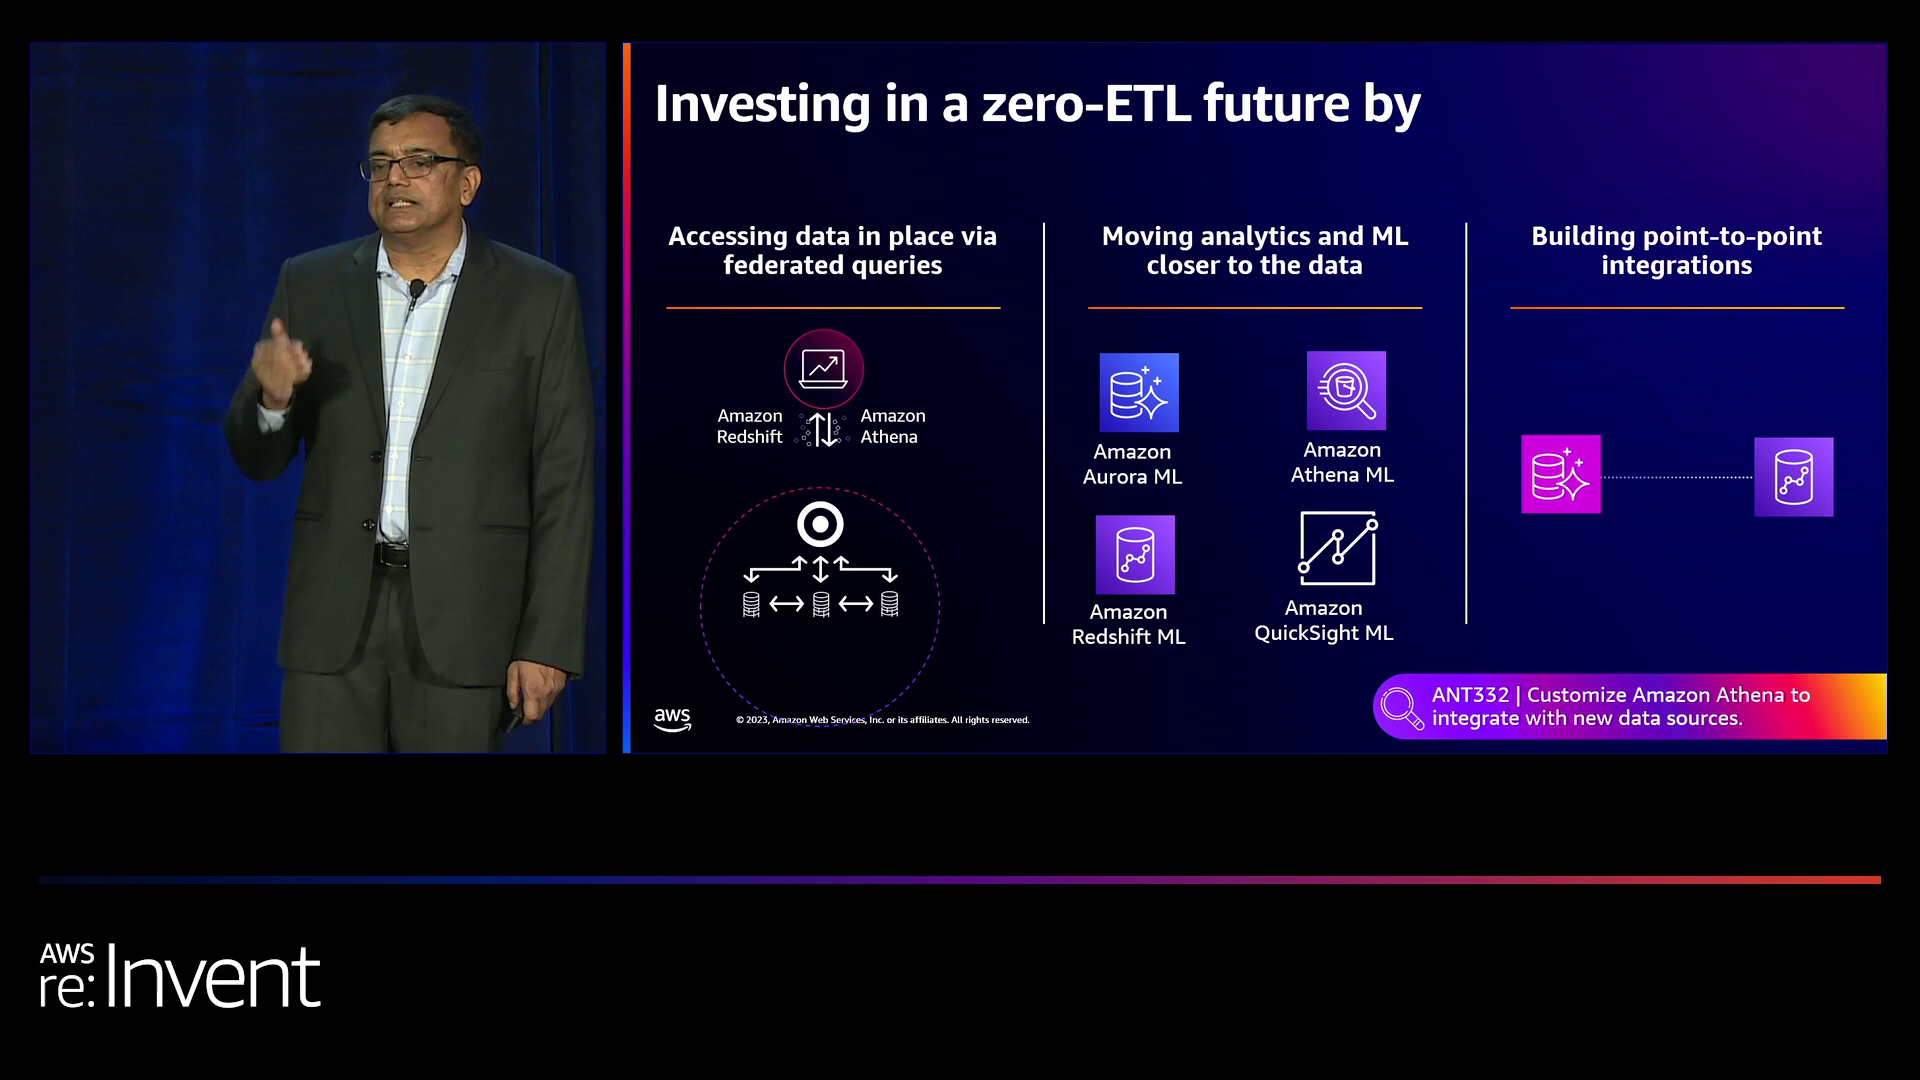 Investing in a zero-ETL future by
Accessing data in place via
federated queries
Amazon
Redshift
Amazon
Athena
Moving analytics and ML
closer to the data
Amazon
Aurora ML
Amazon
Athena ML
Amazon
Redshift ML
Amazon
QuickSight ML
Building point-to-point
integrations
ANT332 | Customize Amazon Athena to
integrate with new data sources.
aws
© 2023, Amazon Web Services, Inc. or its affiliates. All rights reserved.
AWS
re:Invent